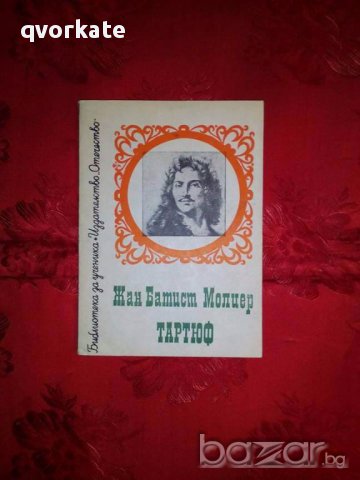 qvorkate
Библиотека за ученика • Издателство „Отечество“
Жан Батист Молиер
ТАРТЮФ
bazar.bg